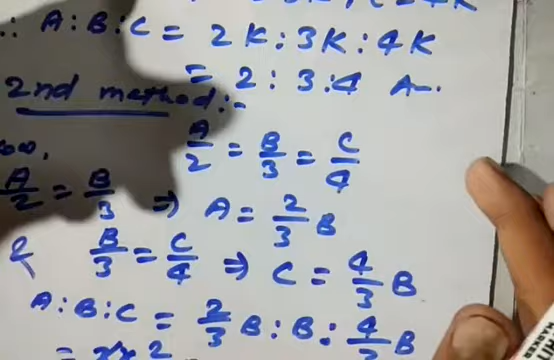 ∴ A : B : C = 2K : 3K : 4K
= 2 : 3 : 4 An.
2nd method :-
A/2 = B/3 = C/4
A/2 = B/3 ⇒ A = 2/3 B
& B/3 = C/4 ⇒ C = 4/3 B
A : B : C = 2/3 B : B : 4/3 B